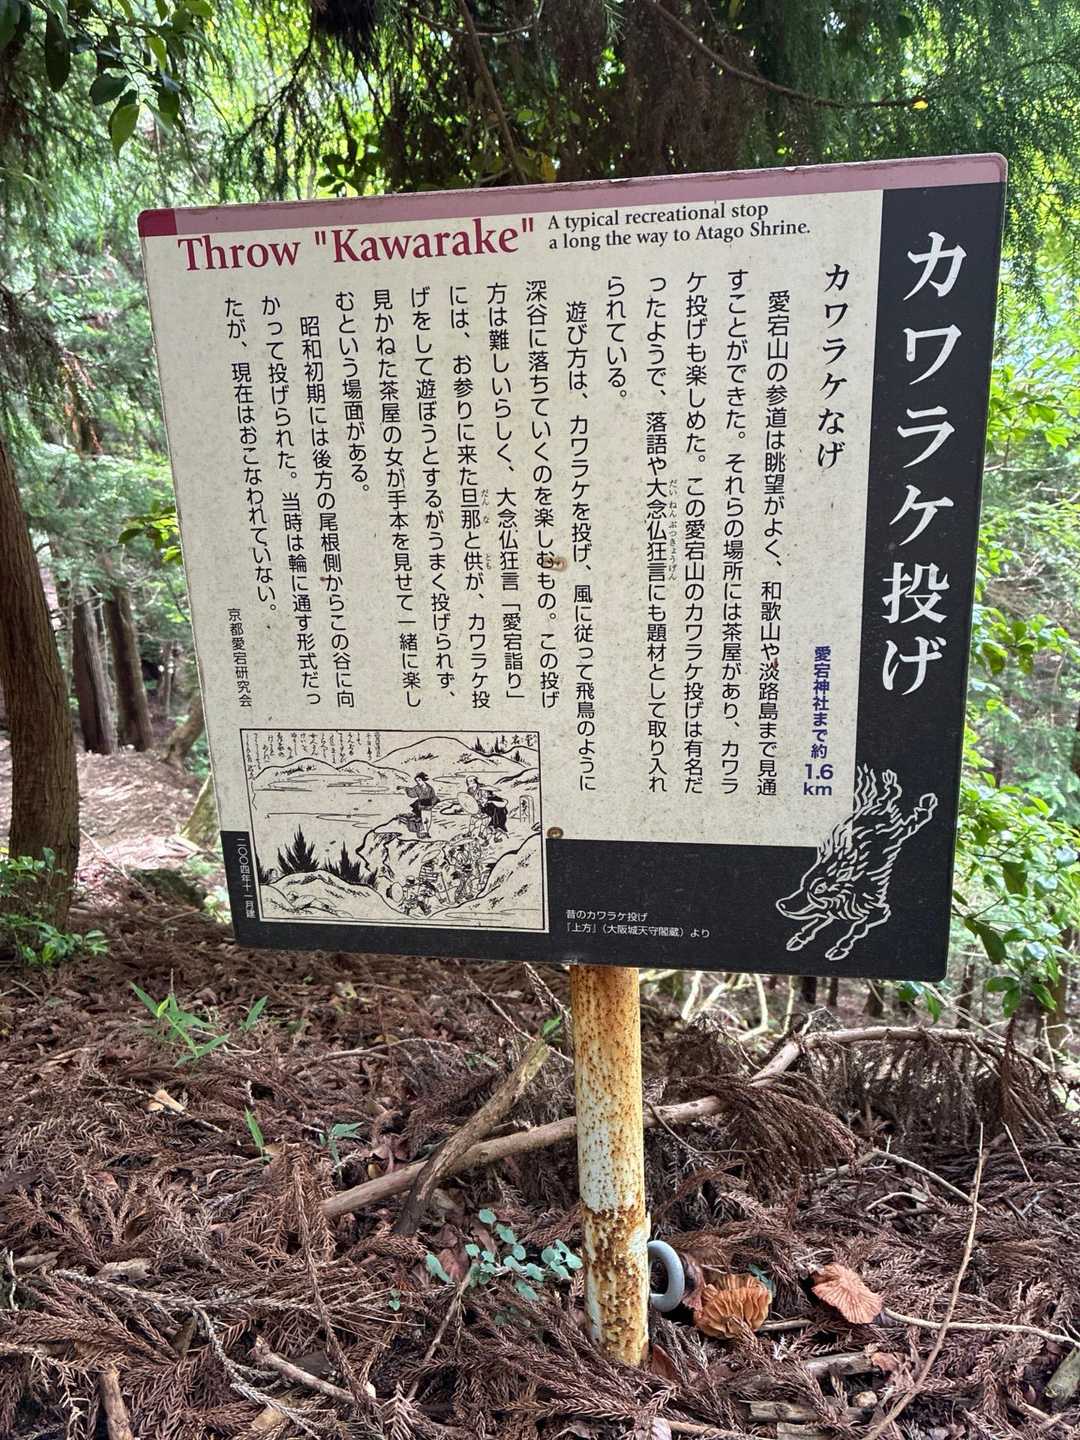 Throw "Kawarake"
A typical recreational stop
a long the way to Atago Shrine.
カワラケ投げ
カワラケなげ
愛宕神社まで約1.6km
愛宕山の参道は眺望がよく、和歌山や淡路島まで見通
すことができた。それらの場所には茶屋があり、カワラ
ケ投げも楽しめた。この愛宕山のカワラケ投げは有名だ
ったようで、落語や大念仏狂言にも題材として取り入れ
だいねんぶつきょうげん
られている。
遊び方は、カワラケを投げ、風に従って飛鳥のように
深谷に落ちていくのを楽しむもの。この投げ
方は難しいらしく、大念仏狂言「愛宕詣り」
には、お参りに来た旦那と供が、カワラケ投
だんな
とも
げをして遊ぼうとするがうまく投げられず、
見かねた茶屋の女が手本を見せて一緒に楽し
むという場面がある。
昭和初期には後方の尾根側からこの谷に向
かって投げられた。当時は輪に通す形式だっ
たが、現在はおこなわれていない。
京都愛宕研究会
二〇〇四年十一月建
昔のカワラケ投げ
『上方』（大阪城天守閣蔵）より